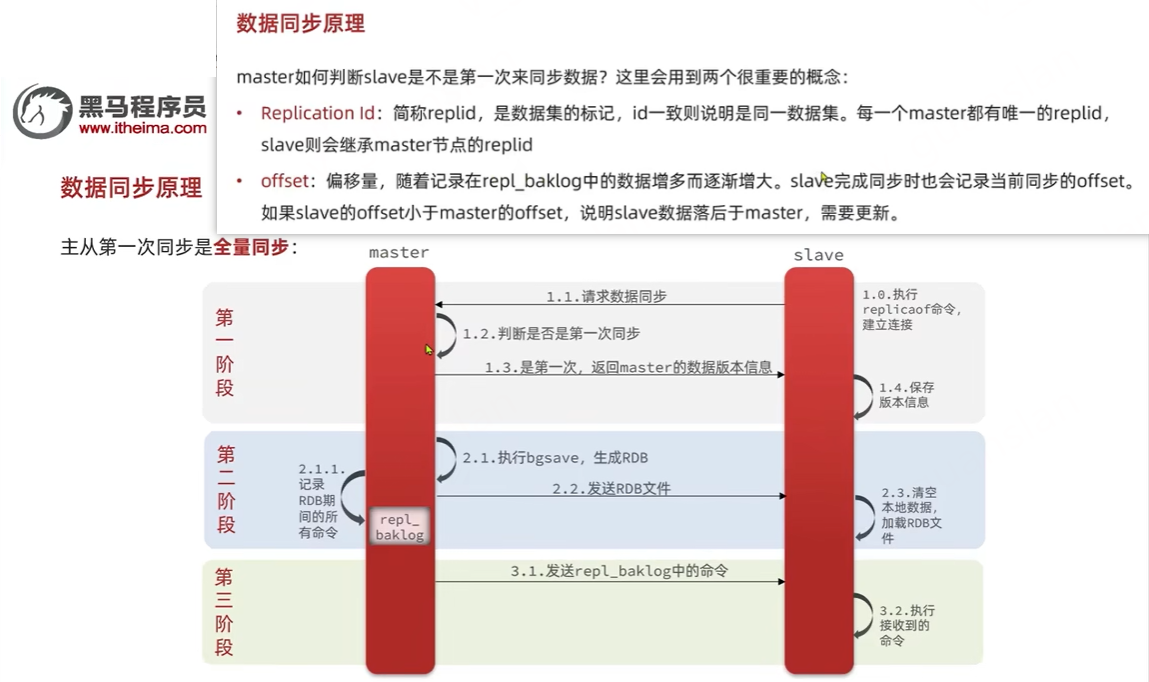 数据同步原理
master如何判断slave是不是第一次来同步数据？这里会用到两个很重要的概念：
• Replication Id：简称replid，是数据集的标记，id一致则说明是同一数据集。每一个master都有唯一的replid，
slave则会继承master节点的replid
• offset：偏移量，随着记录在repl_baklog中的数据增多而逐渐增大。slave完成同步时也会记录当前同步的offset。
如果slave的offset小于master的offset，说明slave数据落后于master，需要更新。
黑马程序员
www.itheima.com
数据同步原理
主从第一次同步是全量同步：
master
slave
第一阶段
1.0.执行
replicaof命令，
建立连接
1.1.请求数据同步
1.2.判断是否是第一次同步
1.3.是第一次，返回master的数据版本信息
1.4.保存
版本信息
第二阶段
2.1.执行bgsave，生成RDB
2.1.1.
记录
RDB期
间的所
有命令
repl_
baklog
2.2.发送RDB文件
2.3.清空
本地数据，
加载RDB文
件
第三阶段
3.1.发送repl_baklog中的命令
3.2.执行
接收到的
命令